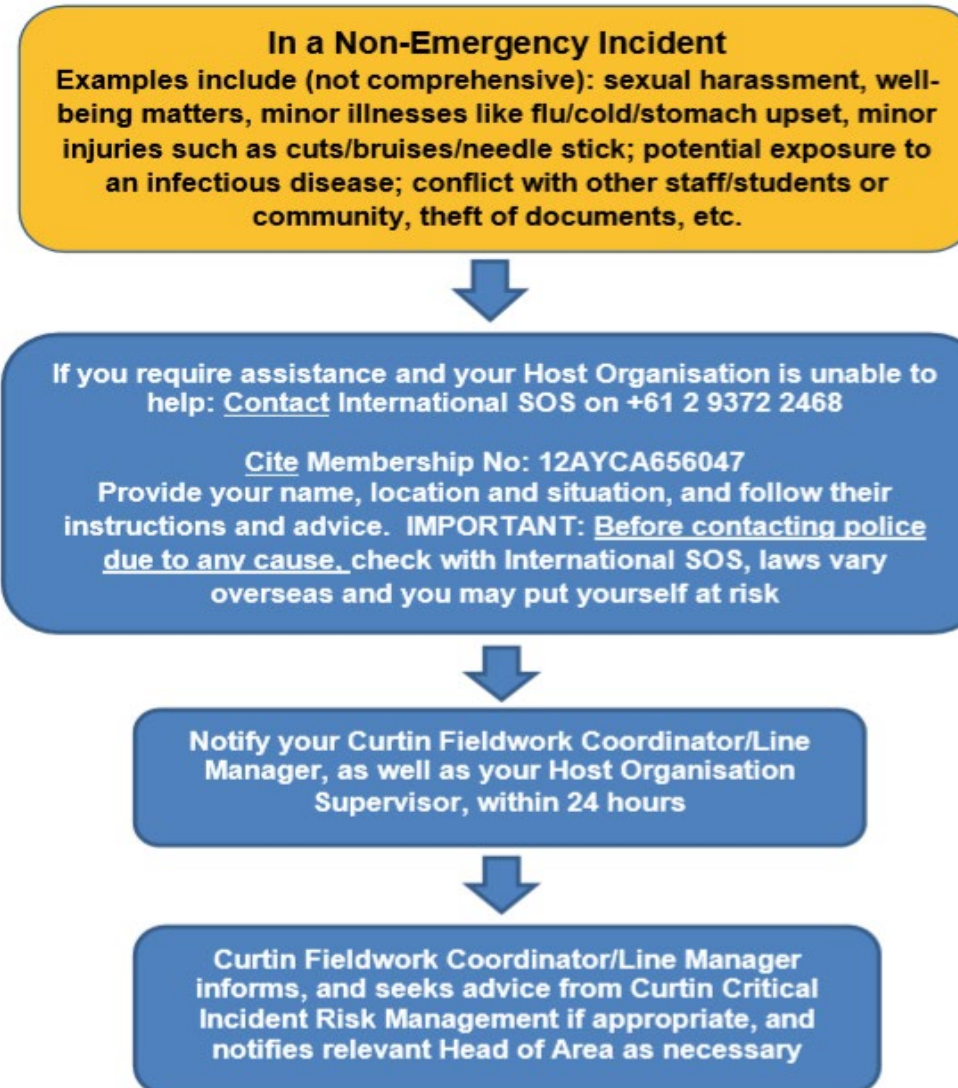 In a Non-Emergency Incident
Examples include (not comprehensive): sexual harassment, well-
being matters, minor illnesses like flu/cold/stomach upset, minor
injuries such as cuts/bruises/needle stick; potential exposure to
an infectious disease; conflict with other staff/students or
community, theft of documents, etc.
If you require assistance and your Host Organisation is unable to
help: Contact International SOS on +61 2 9372 2468
Cite Membership No: 12AYCA656047
Provide your name, location and situation, and follow their
instructions and advice.  IMPORTANT: Before contacting police
due to any cause, check with International SOS, laws vary
overseas and you may put yourself at risk
Notify your Curtin Fieldwork Coordinator/Line
Manager, as well as your Host Organisation
Supervisor, within 24 hours
Curtin Fieldwork Coordinator/Line Manager
informs, and seeks advice from Curtin Critical
Incident Risk Management if appropriate, and
notifies relevant Head of Area as necessary